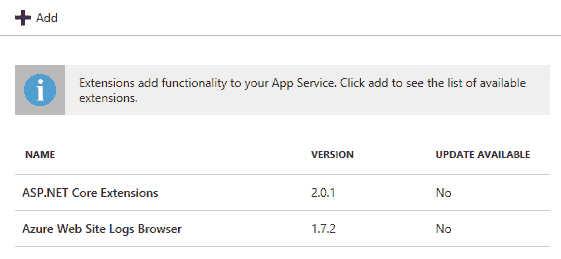 Add
Extensions add functionality to your App Service. Click add to see the list of available
extensions.
NAME VERSION UPDATE AVAILABLE
ASP.NET Core Extensions 2.0.1 No
Azure Web Site Logs Browser 1.7.2 No